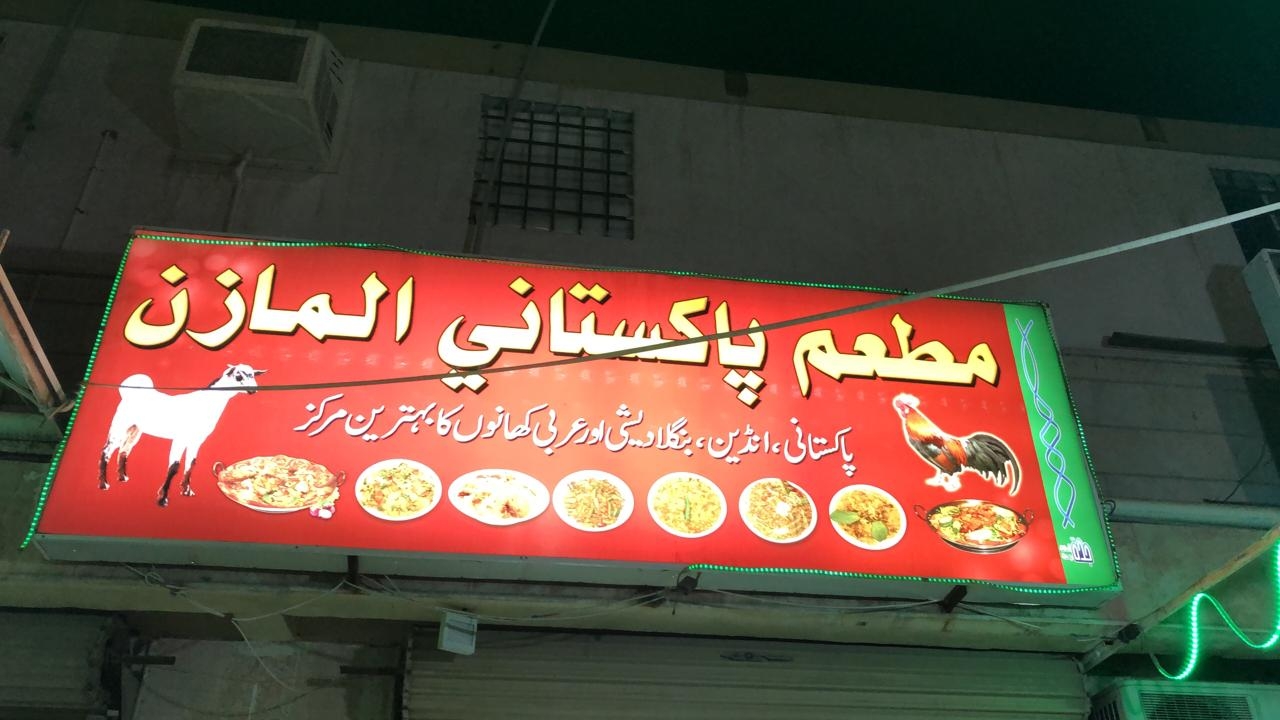 مطعم پاكستاني المازن
پاکستانی ، انڈین ، بنگلادیشی اور عربی کھانوں کا بہترین مرکز